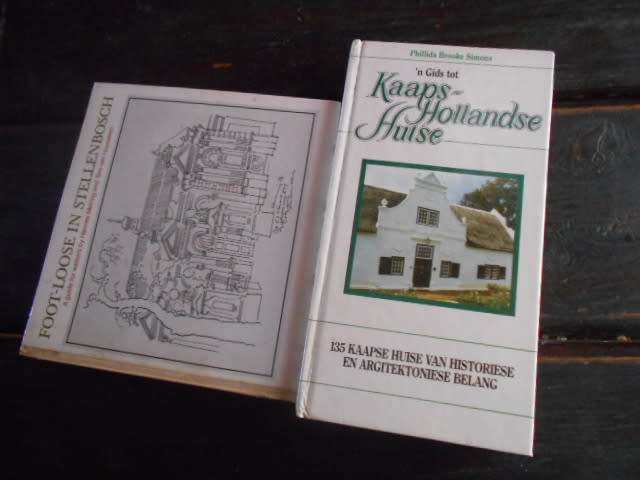 FOOT-LOOSE IN STELLENBOSCH
Phillida Brooke Simons
'n Gids tot
Kaaps-
Hollandse
Huise
135 KAAPSE HUISE VAN HISTORIESE
EN ARGITEKTONIESE BELANG